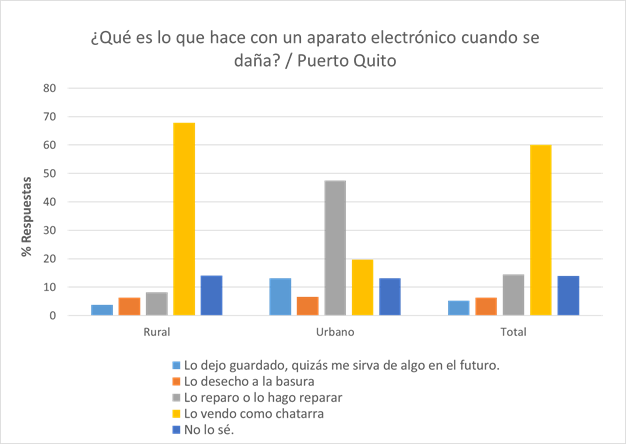 ¿Qué es lo que hace con un aparato electrónico cuando se
daña? / Puerto Quito
% Respuestas
80
70
60
50
40
30
20
10
0
Rural
Urbano
Total
Lo dejo guardado, quizás me sirva de algo en el futuro.
Lo desecho a la basura
Lo reparo o lo hago reparar
Lo vendo como chatarra
No lo sé.